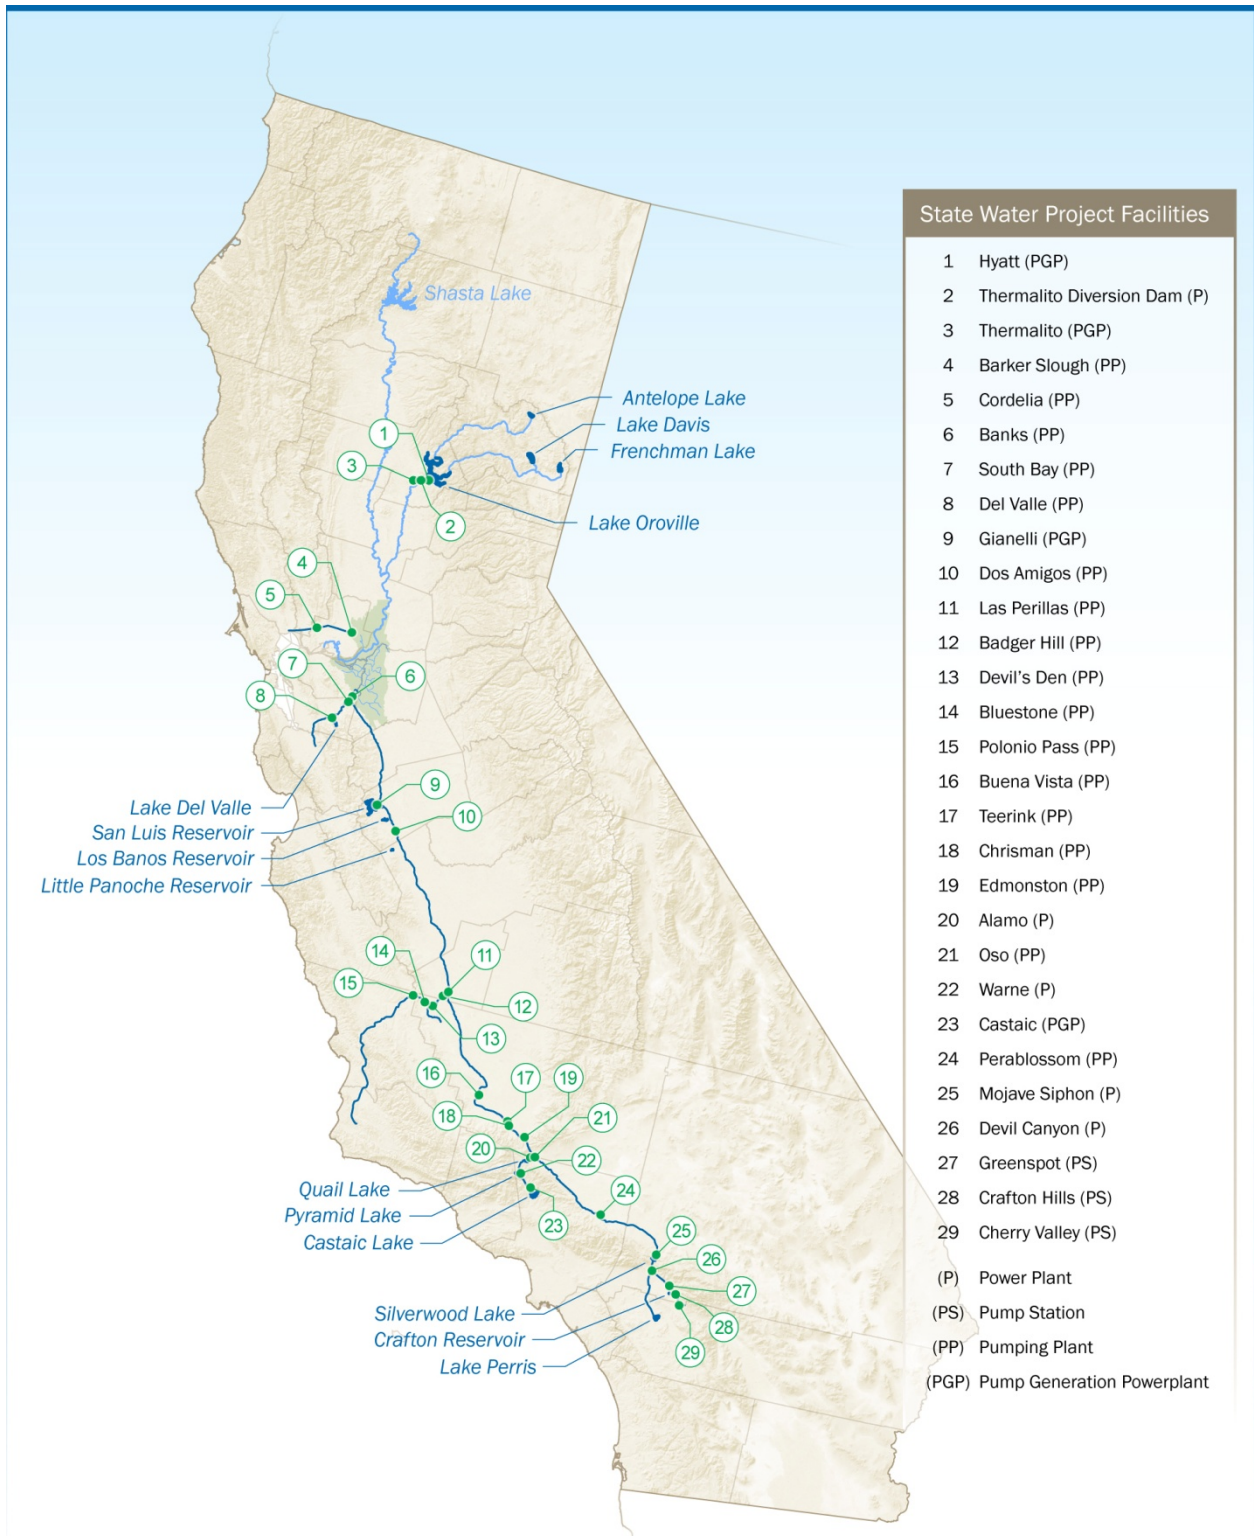 Shasta Lake
Antelope Lake
Lake Davis
Frenchman Lake
1
3
2
Lake Oroville
4
5
7
6
8
9
Lake Del Valle
10
San Luis Reservoir
Los Banos Reservoir
Little Panoche Reservoir
14
11
15
12
13
16
17
19
18
21
20
22
Quail Lake
24
Pyramid Lake
23
Castaic Lake
25
26
27
Silverwood Lake
28
Crafton Reservoir
29
Lake Perris
State Water Project Facilities
1 Hyatt (PGP)
2 Thermalito Diversion Dam (P)
3 Thermalito (PGP)
4 Barker Slough (PP)
5 Cordelia (PP)
6 Banks (PP)
7 South Bay (PP)
8 Del Valle (PP)
9 Gianelli (PGP)
10 Dos Amigos (PP)
11 Las Perillas (PP)
12 Badger Hill (PP)
13 Devil's Den (PP)
14 Bluestone (PP)
15 Polonio Pass (PP)
16 Buena Vista (PP)
17 Teerink (PP)
18 Chrisman (PP)
19 Edmonston (PP)
20 Alamo (P)
21 Oso (PP)
22 Warne (P)
23 Castaic (PGP)
24 Perablossom (PP)
25 Mojave Siphon (P)
26 Devil Canyon (P)
27 Greenspot (PS)
28 Crafton Hills (PS)
29 Cherry Valley (PS)
(P) Power Plant
(PS) Pump Station
(PP) Pumping Plant
(PGP) Pump Generation Powerplant